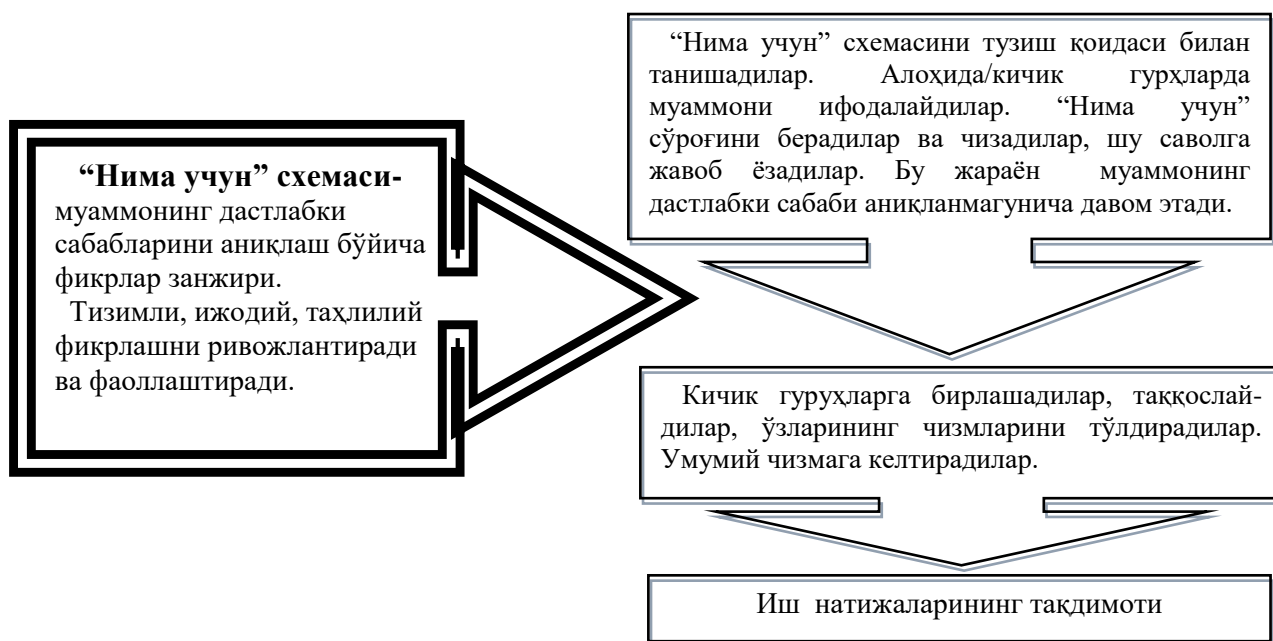 “Нима учун” схемаси-
муаммонинг дастлабки
сабабларини аниқлаш бўйича
фикрлар занжири.
Тизимли, ижодий, таҳлилий
фикрлашни ривожлантиради
ва фаоллаштиради.
“Нима учун” схемасини тузиш қоидаси билан
танишадилар. Алоҳида/кичик гурҳларда
муаммони ифодалайдилар. “Нима учун”
сўроғини берадилар ва чизадилар, шу саволга
жавоб ёзадилар. Бу жараён муаммонинг
дастлабки сабаби аниқланмагунича давом этади.
Кичик гуруҳларга бирлашадилар, таққослай-
дилар, ўзларининг чизмларини тўлдирадилар.
Умумий чизмага келтирадилар.
Иш натижаларининг тақдимоти